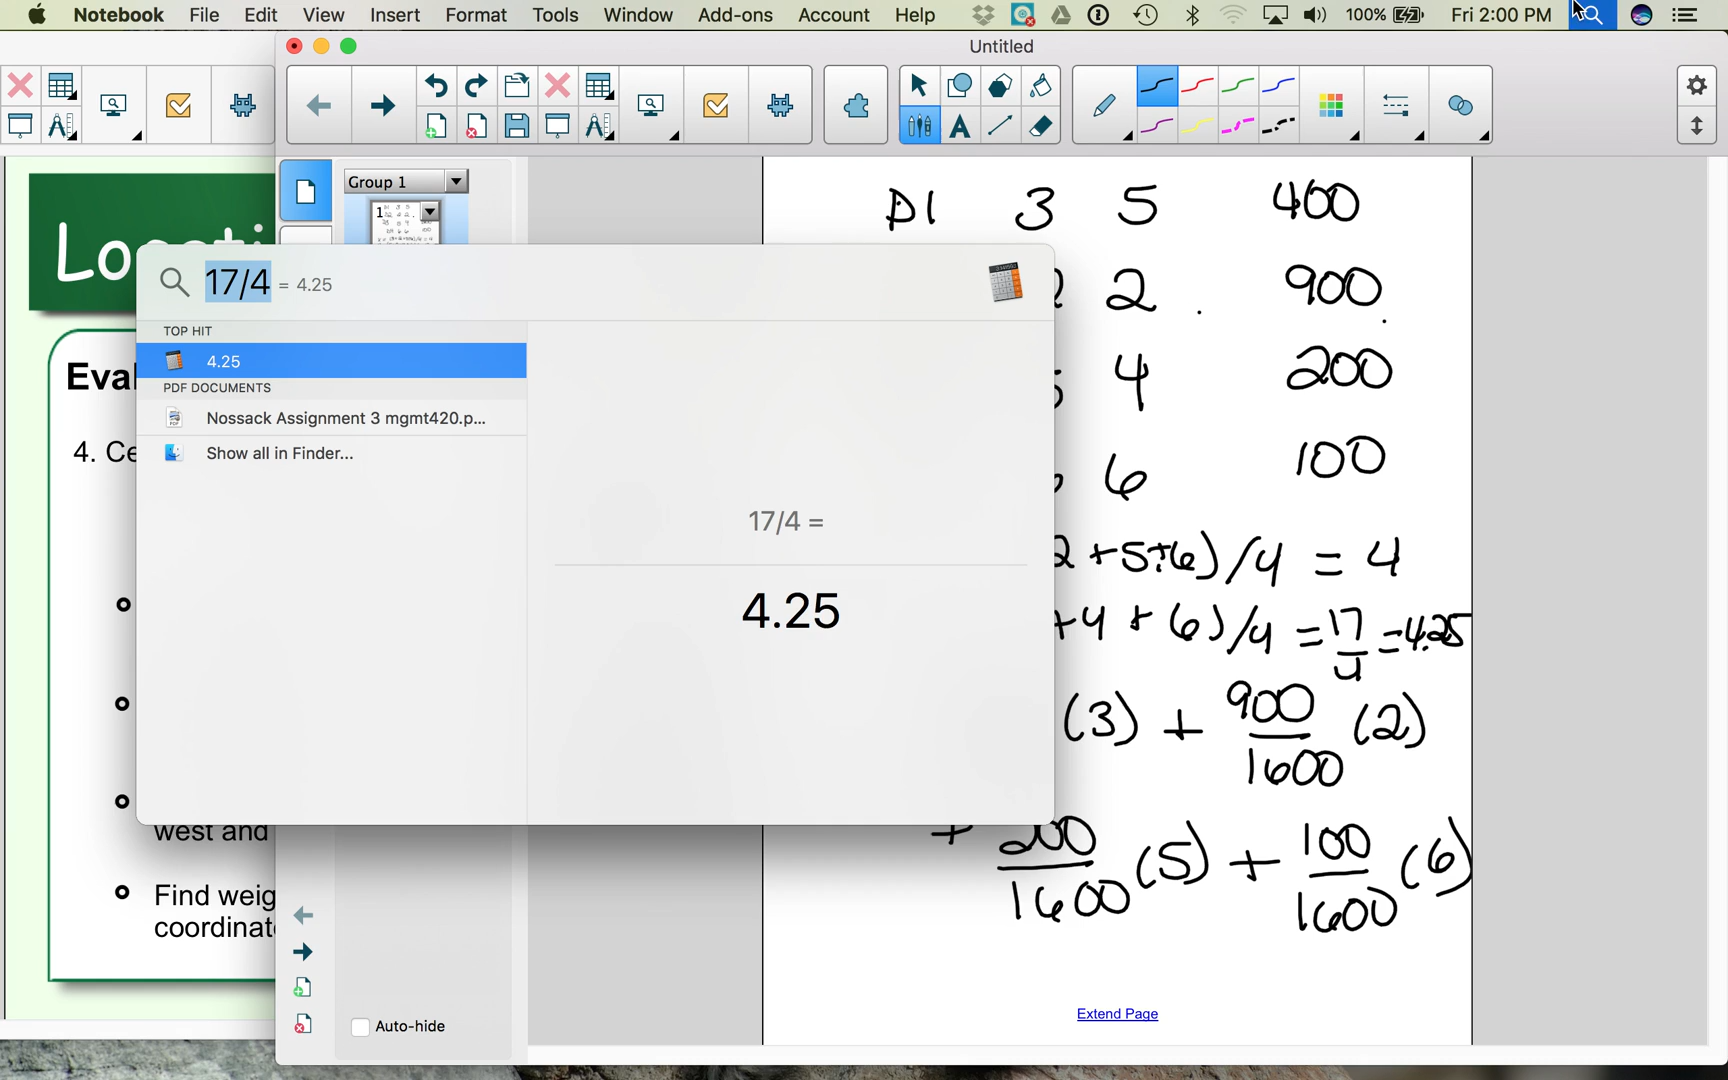 Notebook File Edit View Insert Format Tools Window Add-ons Account Help 100% Fri 2:00 PM
Untitled
Group 1
1
D1 3 5 400
2 900
4 200
6 100
2 + 5 + 6) / 4 = 4
+ 4 + 6) / 4 = 17/4 = 4.25
(3) + 900/1600 (2)
+ 200/1600 (5) + 100/1600 (6)
Extend Page
17/4 = 4.25
TOP HIT
4.25
PDF DOCUMENTS
Nossack Assignment 3 mgmt420.p...
Show all in Finder...
17/4 =
4.25
Eva
4. Ce
west and
Find weig
coordinat
Auto-hide